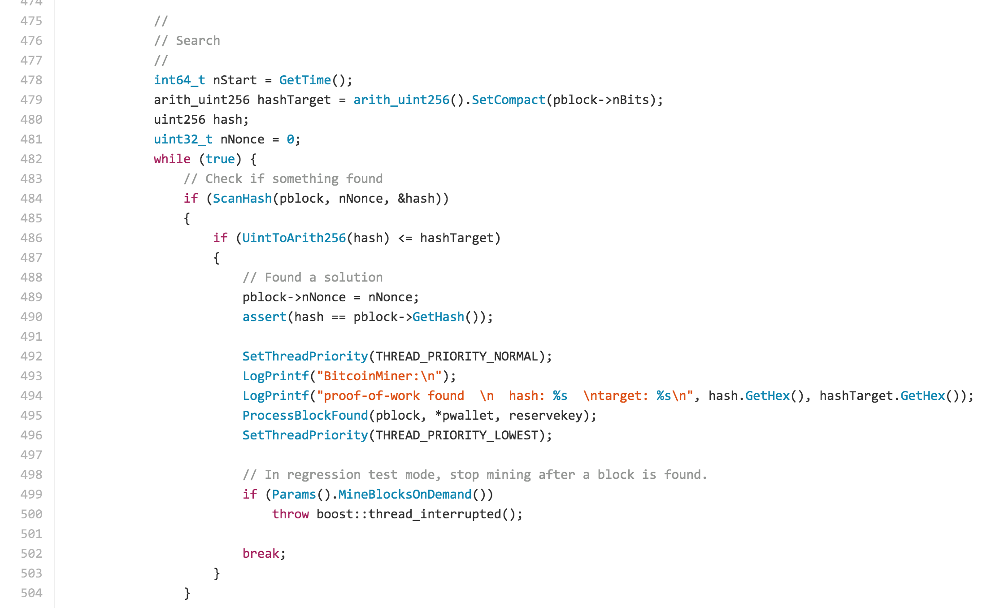 474
475 //
476 // Search
477 //
478 int64_t nStart = GetTime();
479 arith_uint256 hashTarget = arith_uint256().SetCompact(pblock->nBits);
480 uint256 hash;
481 uint32_t nNonce = 0;
482 while (true) {
483 // Check if something found
484 if (ScanHash(pblock, nNonce, &hash))
485 {
486 if (UintToArith256(hash) <= hashTarget)
487 {
488 // Found a solution
489 pblock->nNonce = nNonce;
490 assert(hash == pblock->GetHash());
491
492 SetThreadPriority(THREAD_PRIORITY_NORMAL);
493 LogPrintf("BitcoinMiner:\n");
494 LogPrintf("proof-of-work found  \n  hash: %s  \ntarget: %s\n", hash.GetHex(), hashTarget.GetHex());
495 ProcessBlockFound(pblock, *pwallet, reservekey);
496 SetThreadPriority(THREAD_PRIORITY_LOWEST);
497
498 // In regression test mode, stop mining after a block is found.
499 if (Params().MineBlocksOnDemand())
500 throw boost::thread_interrupted();
501
502 break;
503 }
504 }